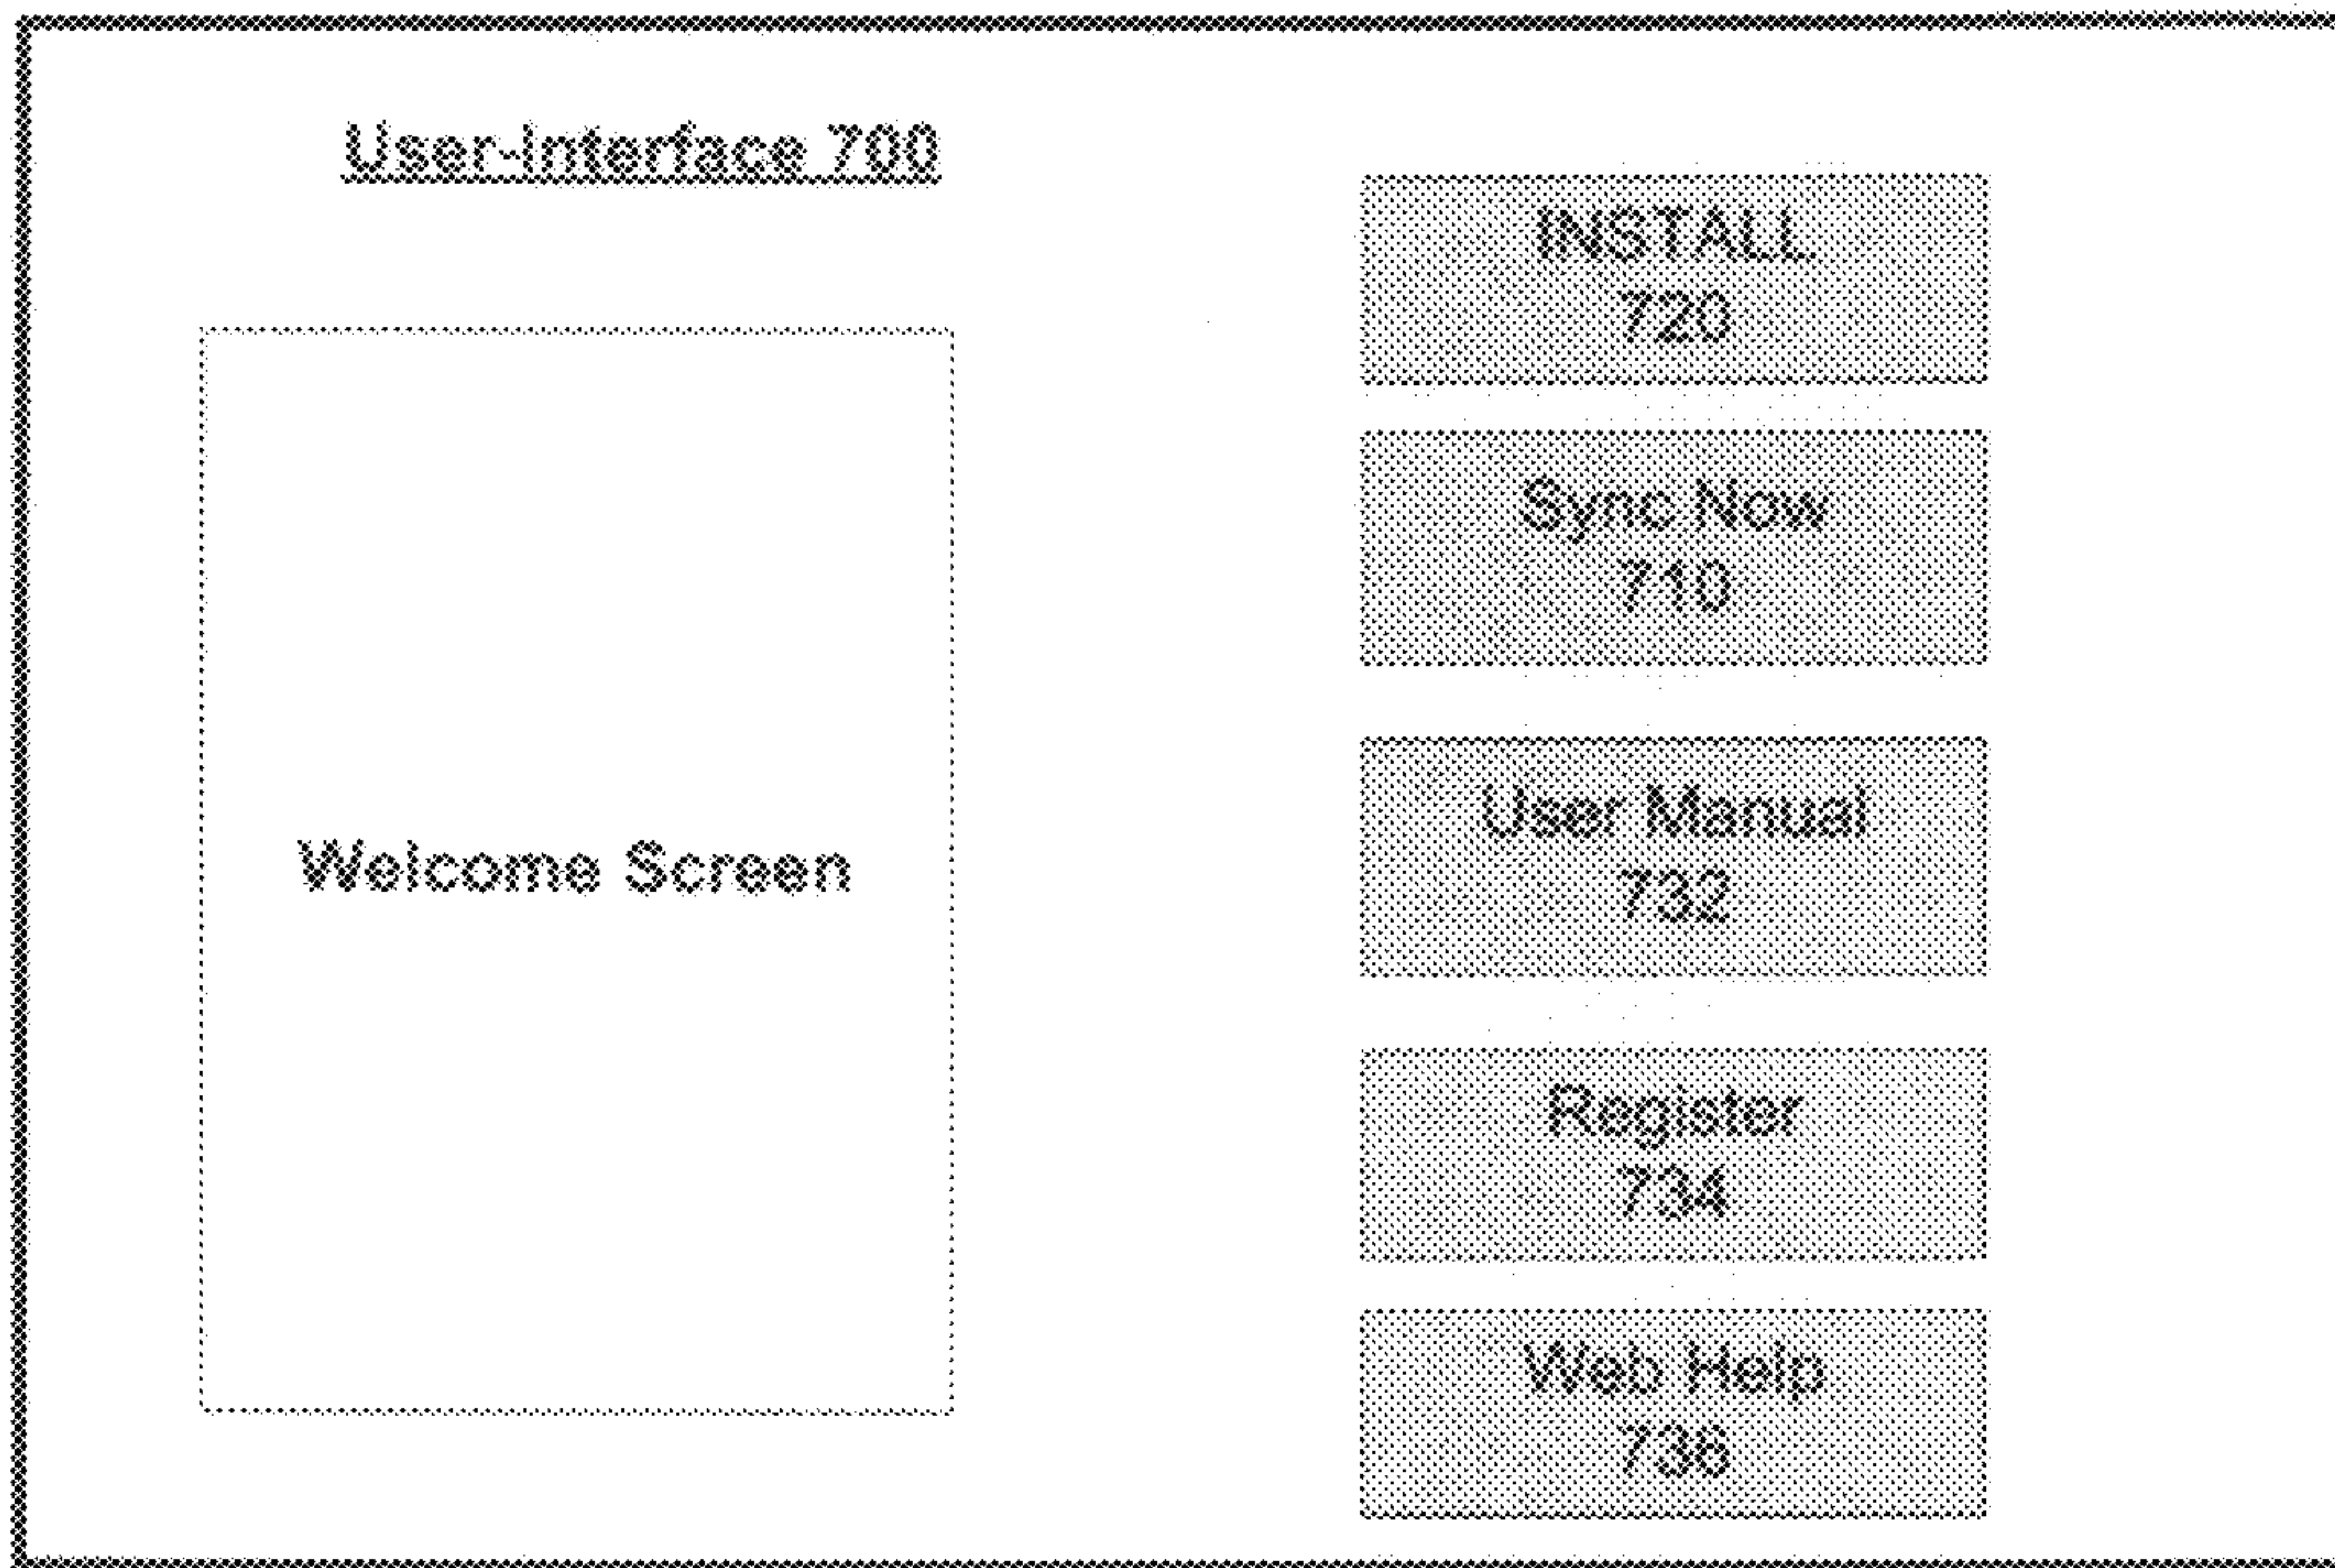 User-interface 700
INSTALL
720
Sync Now
710
Welcome Screen
User Manual
732
Register
734
Web Help
736